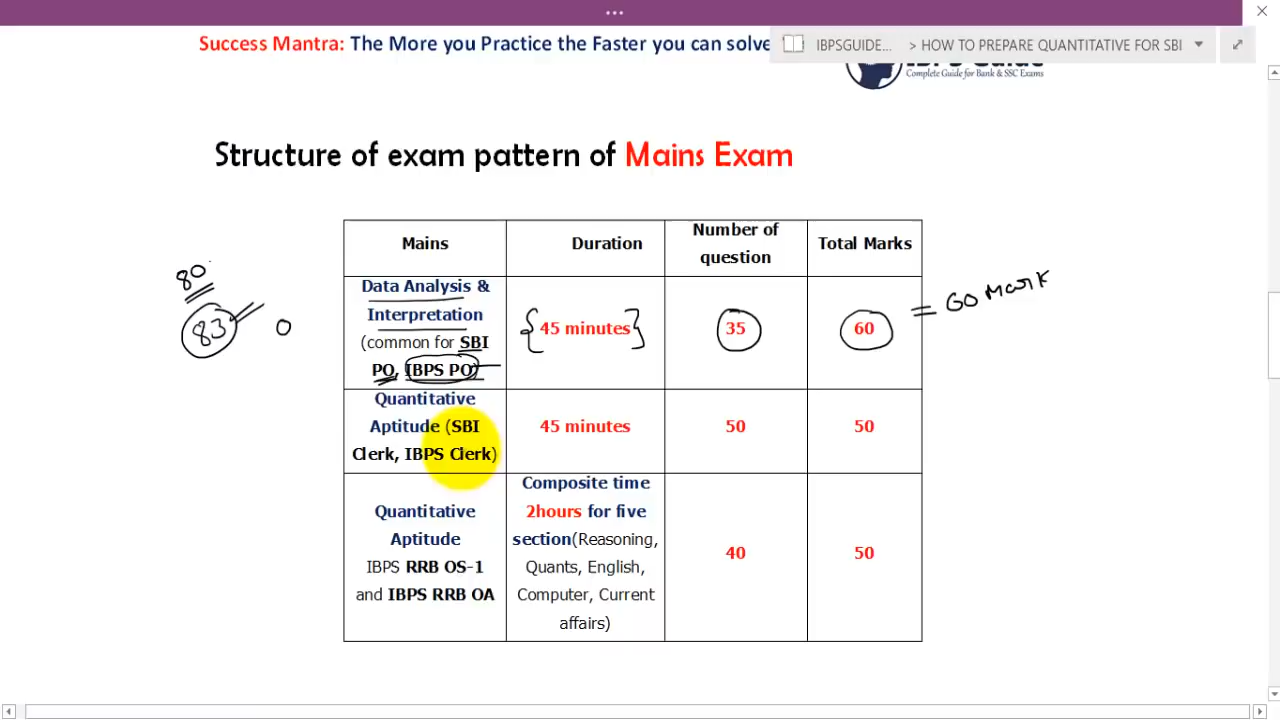 Success Mantra: The More you Practice the Faster you can solve
IBPSGUIDE... > HOW TO PREPARE QUANTITATIVE FOR SBI
Complete Guide for Bank & SSC Exams
Structure of exam pattern of Mains Exam
Mains
Duration
Number of
question
Total Marks
Data Analysis &
Interpretation
(common for SBI
PO, IBPS PO)
45 minutes
35
60
= 60 Mark
80
83
0
Quantitative
Aptitude (SBI
Clerk, IBPS Clerk)
45 minutes
50
50
Quantitative
Aptitude
IBPS RRB OS-1
and IBPS RRB OA
Composite time
2hours for five
section(Reasoning,
Quants, English,
Computer, Current
affairs)
40
50